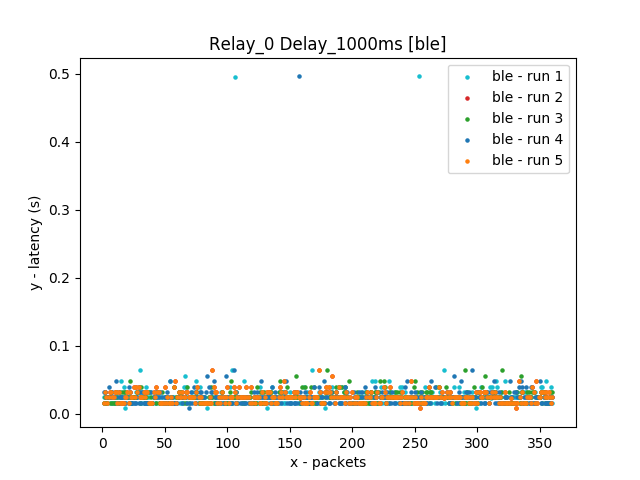 Relay_0 Delay_1000ms [ble]
ble - run 1
ble - run 2
ble - run 3
ble - run 4
ble - run 5
y - latency (s)
0.5
0.4
0.3
0.2
0.1
0.0
0 50 100 150 200 250 300 350
x - packets